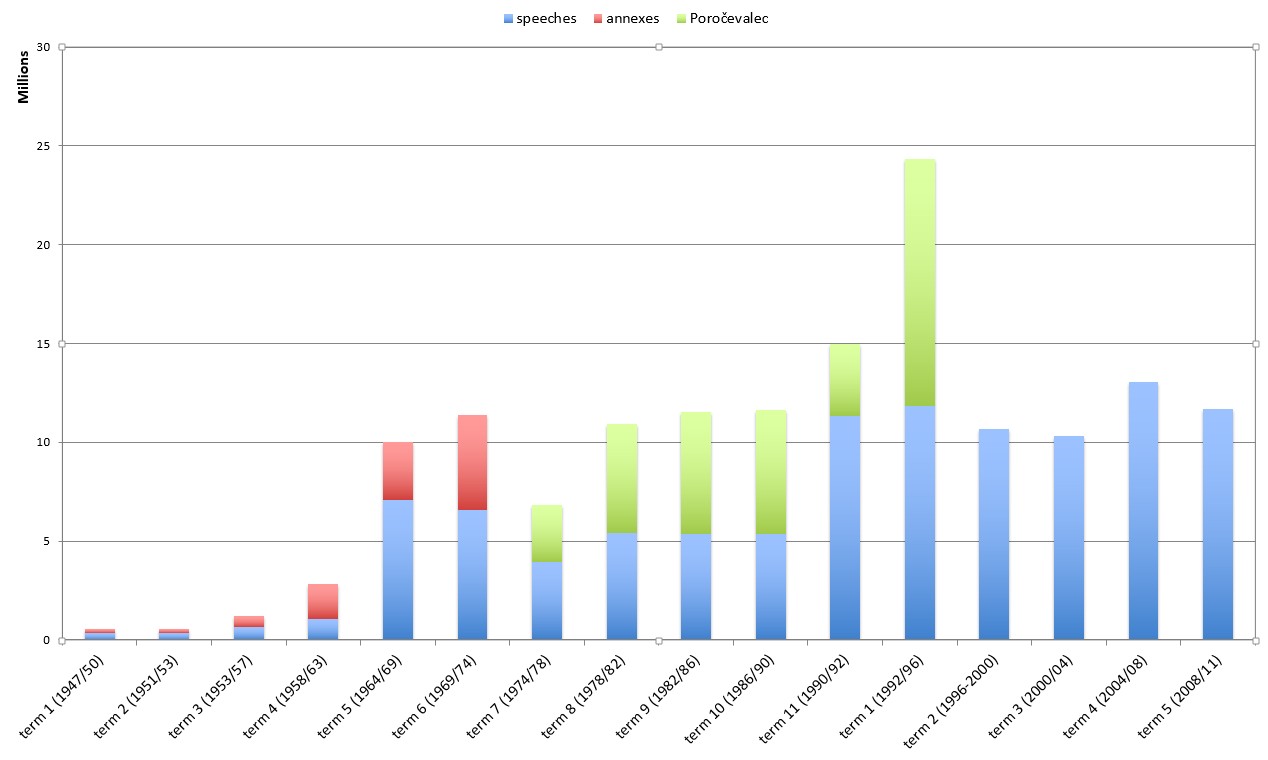 speeches annexes Poročevalec
Millions
30
25
20
15
10
5
0
term 1 (1947/50)
term 2 (1951/53)
term 3 (1953/57)
term 4 (1958/63)
term 5 (1964/69)
term 6 (1969/74)
term 7 (1974/78)
term 8 (1978/82)
term 9 (1982/86)
term 10 (1986/90)
term 11 (1990/92)
term 1 (1992/96)
term 2 (1996-2000)
term 3 (2000/04)
term 4 (2004/08)
term 5 (2008/11)